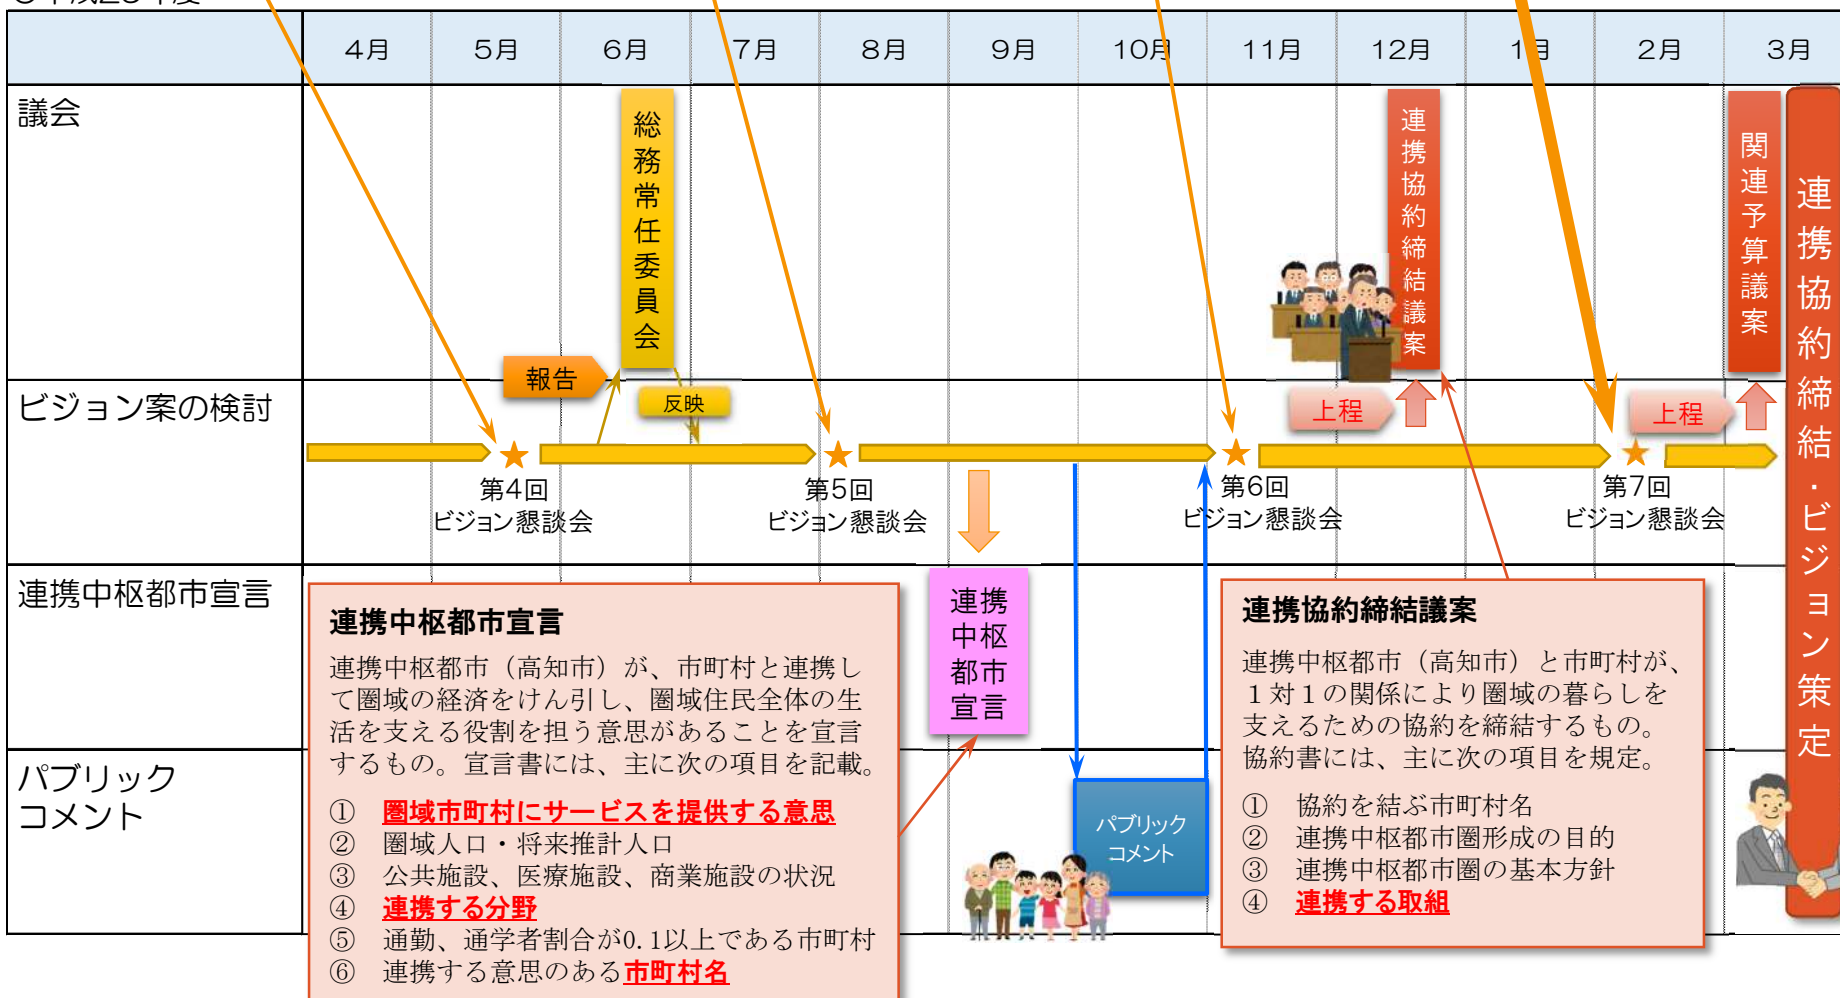 4月 5月 6月 7月 8月 9月 10月 11月 12月 1月 2月 3月
議会
総務常任委員会
連携協約締結議案
関連予算議案
連携協約締結・ビジョン策定
報告
反映
上程
上程
ビジョン案の検討
第4回
ビジョン懇談会
第5回
ビジョン懇談会
第6回
ビジョン懇談会
第7回
ビジョン懇談会
連携中枢都市宣言
連携
中枢
都市
宣言
連携中枢都市宣言
連携中枢都市（高知市）が、市町村と連携し
て圏域の経済をけん引し、圏域住民全体の生
活を支える役割を担う意思があることを宣言
するもの。宣言書には、主に次の項目を記載。
① 圏域市町村にサービスを提供する意思
② 圏域人口・将来推計人口
③ 公共施設、医療施設、商業施設の状況
④ 連携する分野
⑤ 通勤、通学者割合が0.1以上である市町村
⑥ 連携する意思のある市町村名
連携協約締結議案
連携中枢都市（高知市）と市町村が、
１対１の関係により圏域の暮らしを
支えるための協約を締結するもの。
協約書には、主に次の項目を規定。
① 協約を結ぶ市町村名
② 連携中枢都市圏形成の目的
③ 連携中枢都市圏の基本方針
④ 連携する取組
パブリック
コメント
パブリック
コメント